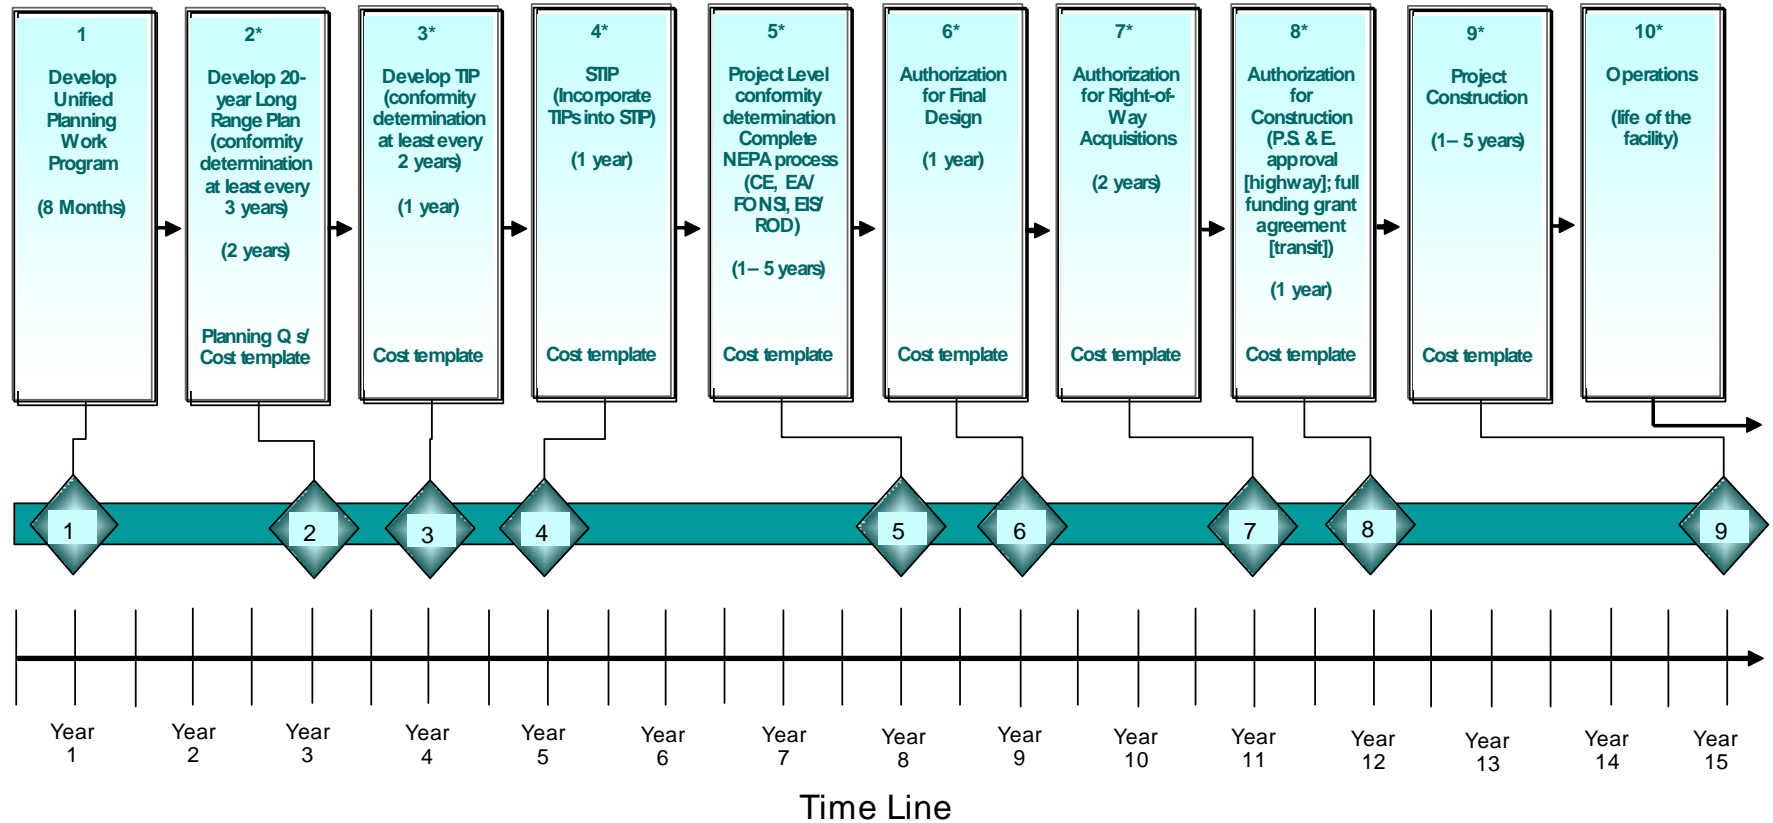 1
Develop
Unified
Planning
Work
Program
(8 Months)
2*
Develop 20-
year Long
Range Plan
(conformity
determination
at least every
3 years)
(2 years)
Planning Q s/
Cost template
3*
Develop TIP
(conformity
determination
at least every
2 years)
(1 year)
Cost template
4*
STIP
(Incorporate
TIPs into STIP)
(1 year)
Cost template
5*
Project Level
conformity
determination
Complete
NEPA process
(CE, EA/
FONSI, EIS/
ROD)
(1– 5 years)
Cost template
6*
Authorization
for Final
Design
(1 year)
Cost template
7*
Authorization
for Right-of-
Way
Acquisitions
(2 years)
Cost template
8*
Authorization
for
Construction
(P.S. & E.
approval
[highway]; full
funding grant
agreement
[transit])
(1 year)
Cost template
9*
Project
Construction
(1– 5 years)
Cost template
10*
Operations
(life of the
facility)
1
2
3
4
5
6
7
8
9
Year
1
Year
2
Year
3
Year
4
Year
5
Year
6
Year
7
Year
8
Year
9
Year
10
Year
11
Year
12
Year
13
Year
14
Year
15
Time Line